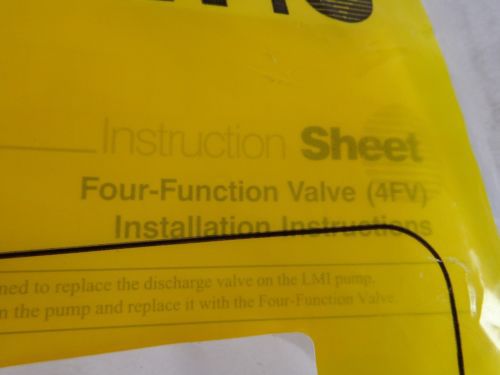 Instruction Sheet
Four-Function Valve (4FV)
Installation Instructions
to replace the discharge valve on the LMI pump,
the pump and replace it with the Four-Function Valve.